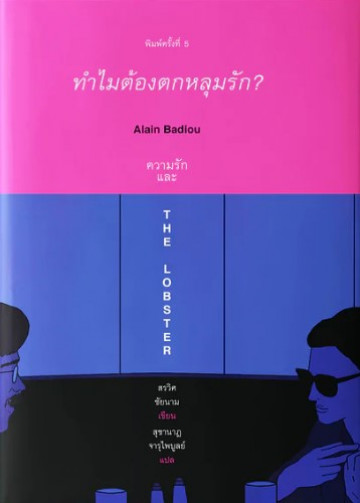 พิมพ์ครั้งที่ 5
ทำไมต้องตกหลุมรัก?
Alain Badiou
ความรัก
และ
THE LOBSTER
สรวิศ
ชัยนาม
เขียน
สุชานาฎ
จารุไพบูลย์
แปล